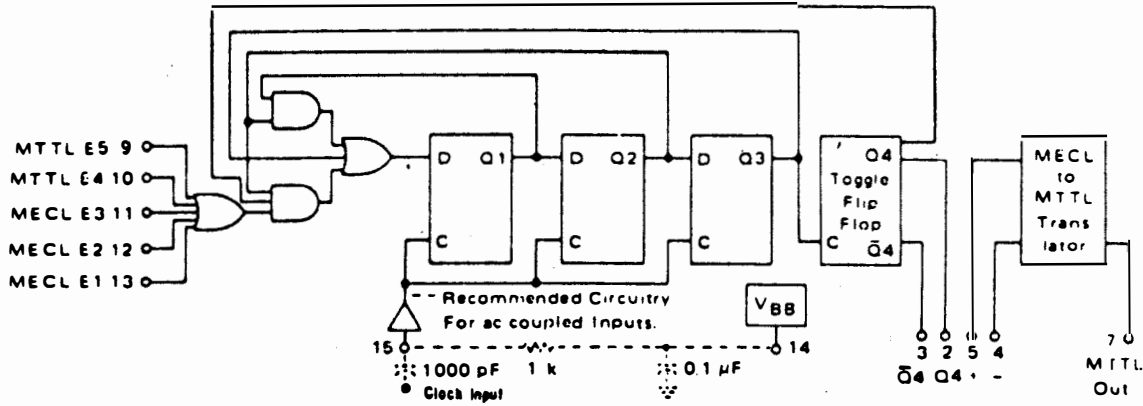 MTTL E5 9
MTTL E4 10
MECL E3 11
MECL E2 12
MECL E1 13
D Q1
C
D Q2
C
D Q3
C
Q4
Toggle
Flip
Flop
C Q̄4
MECL
to
MTTL
Trans
lator
Recommended Circuitry
For ac coupled Inputs.
VBB
15
14
1000 pF
1 k
0.1 μF
Clock Input
3 2 5 4
Q̄4 Q4 + -
7
MTTL
Out